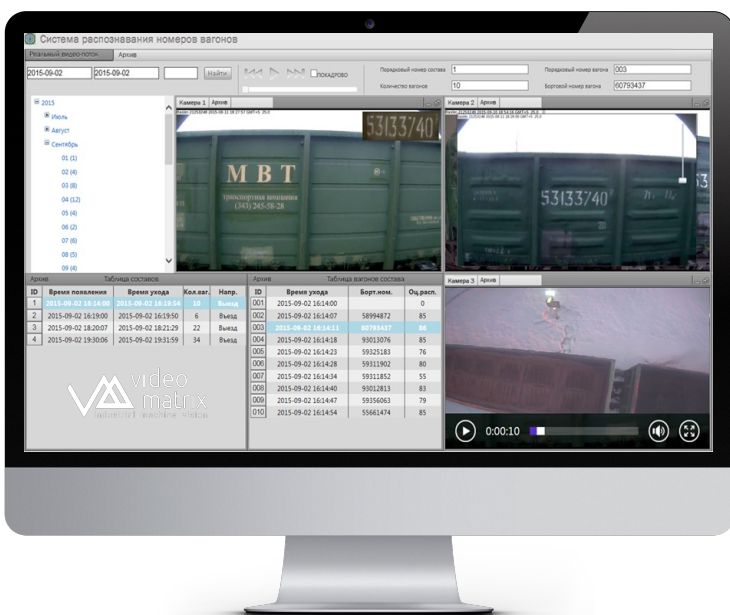 Система распознавания номеров вагонов
Реальный видео-поток Архив
2015-09-02 2015-09-02 Найти ПОКАДРОВО
Порядковый номер состава 1 Порядковый номер вагона 003
Количество вагонов 10 Бортовой номер вагона 60793437
2015
Июль
Август
Сентябрь
01 (1)
02 (4)
03 (8)
04 (12)
05 (4)
06 (2)
07 (6)
08 (5)
09 (4)
Камера 1 Архив
53133740
МВТ
транспортная компания
(343) 245-58-28
Камера 2 Архив
53133740
53
Архив Таблица составов
ID Время появления Время ухода Кол.ваг. Напр.
1 2015-09-02 16:14:00 2015-09-02 16:19:54 10 Выезд
2 2015-09-02 16:19:00 2015-09-02 16:19:50 6 Въезд
3 2015-09-02 18:20:07 2015-09-02 18:21:29 22 Выезд
4 2015-09-02 19:30:06 2015-09-02 19:31:59 34 Въезд
video
matrix
industrial machine vision
Архив Таблица вагонов состава
ID Время ухода Борт.ном. Оц.расп.
001 2015-09-02 16:14:00 0
002 2015-09-02 16:14:07 58994872 85
003 2015-09-02 16:14:11 60793437 86
004 2015-09-02 16:14:18 93013076 85
005 2015-09-02 16:14:23 59325183 76
006 2015-09-02 16:14:28 59311902 80
007 2015-09-02 16:14:34 59311852 55
008 2015-09-02 16:14:40 93012813 83
009 2015-09-02 16:14:47 59356063 79
010 2015-09-02 16:14:54 55661474 85
Камера 3 Архив
0:00:10